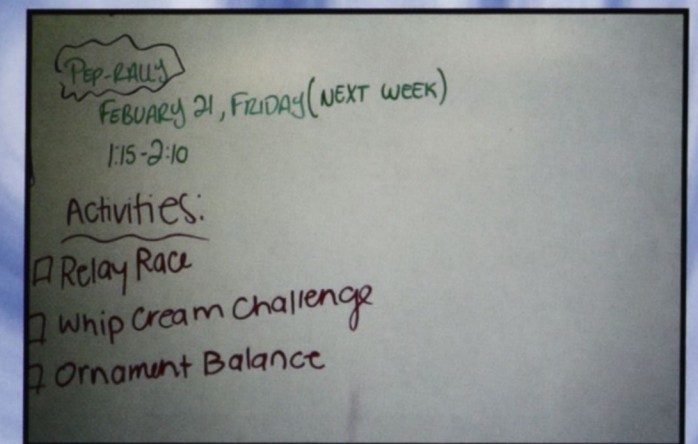 PEP-RALLY
FEBUARY 21, FRIDAY (NEXT WEEK)
1:15-2:10
Activities:
Relay Race
Whip Cream Challenge
Ornament Balance